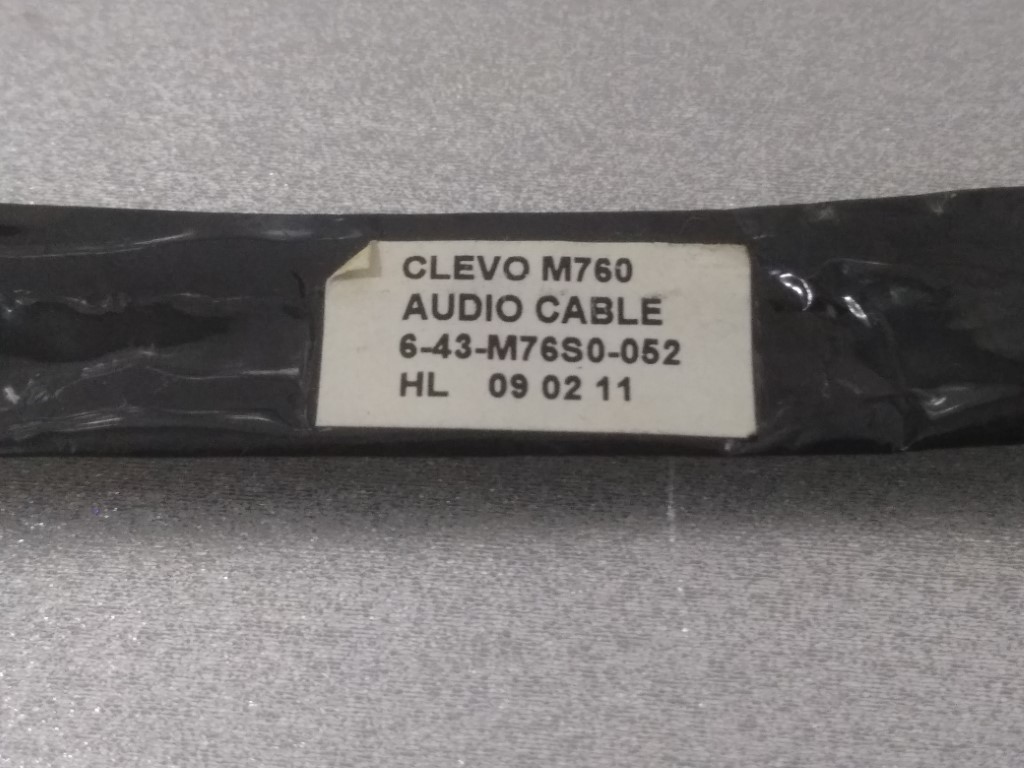 CLEVO M760
AUDIO CABLE
6-43-M76S0-052
HL 09 02 11